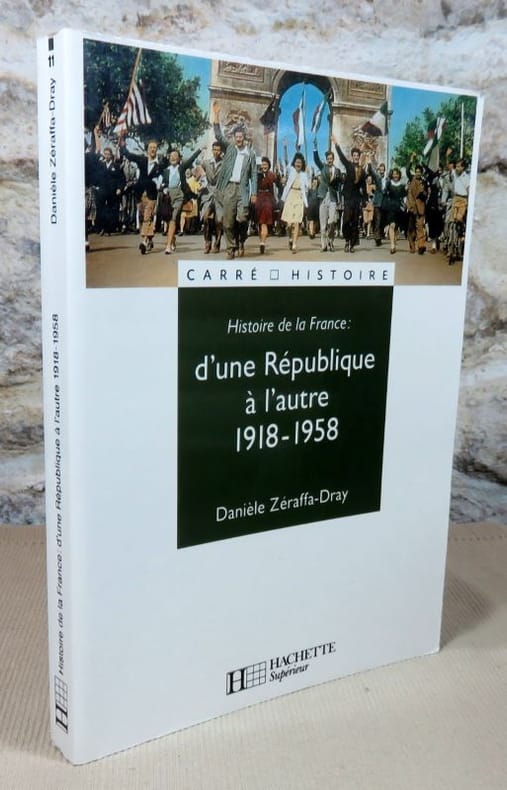 CARRÉ □ HISTOIRE
Histoire de la France:
d'une République
à l'autre
1918-1958
Danièle Zéraffa-Dray
HACHETTE
Supérieur
11
Danièle Zéraffa-Dray
Histoire de la France: d'une République à l'autre 1918-1958